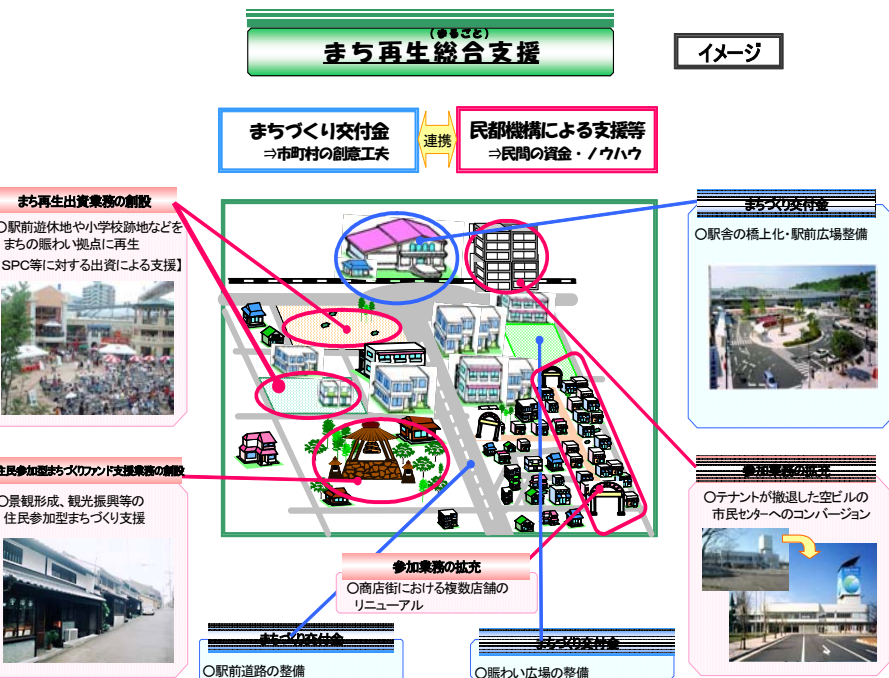 (まるごと)
まち再生総合支援
イメージ
まちづくり交付金
⇒市町村の創意工夫
連携
民都機構による支援等
⇒民間の資金・ノウハウ
まち再生出資業務の創設
○駅前遊休地や小学校跡地などを
まちの賑わい拠点に再生
SPC等に対する出資による支援】
まちづくり交付金
○駅舎の橋上化・駅前広場整備
住民参加型まちづくりファンド支援業務の創設
○景観形成、観光振興等の
住民参加型まちづくり支援
参加業務の拡充
○テナントが撤退した空ビルの
市民センターへのコンバージョン
参加業務の拡充
○商店街における複数店舗の
リニューアル
まちづくり交付金
○駅前道路の整備
まちづくり交付金
○賑わい広場の整備